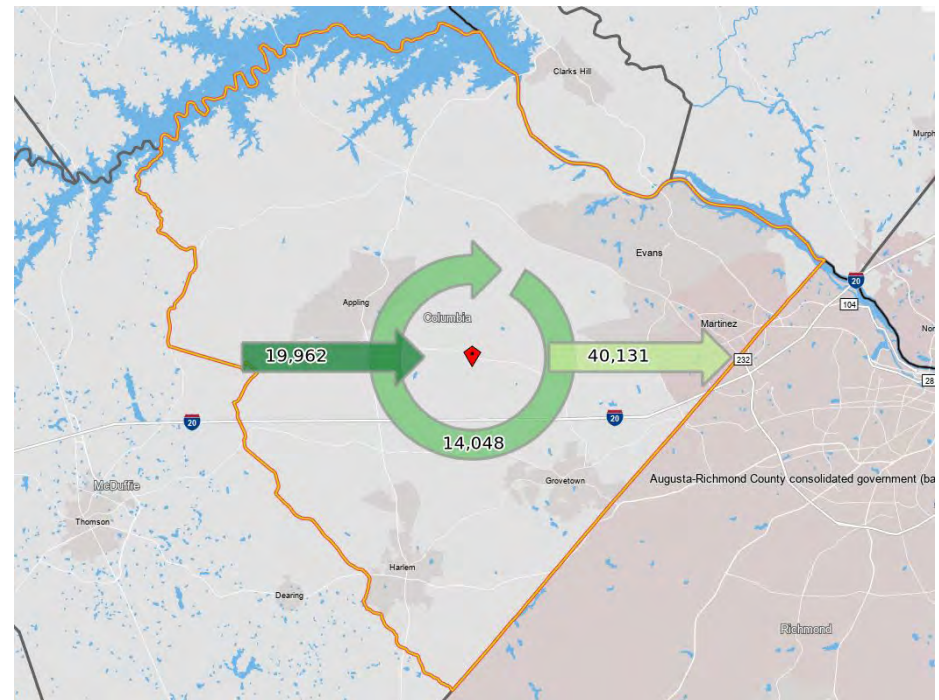 Clarks Hill
Murph
Evans
20
Appling
104
Columbia
Martinez
Nor
19,962
40,131
232
28
20
20
14,048
McDuffie
Grovetown
Augusta-Richmond County consolidated government (ba
Thomson
Harlem
Dearing
Richmond